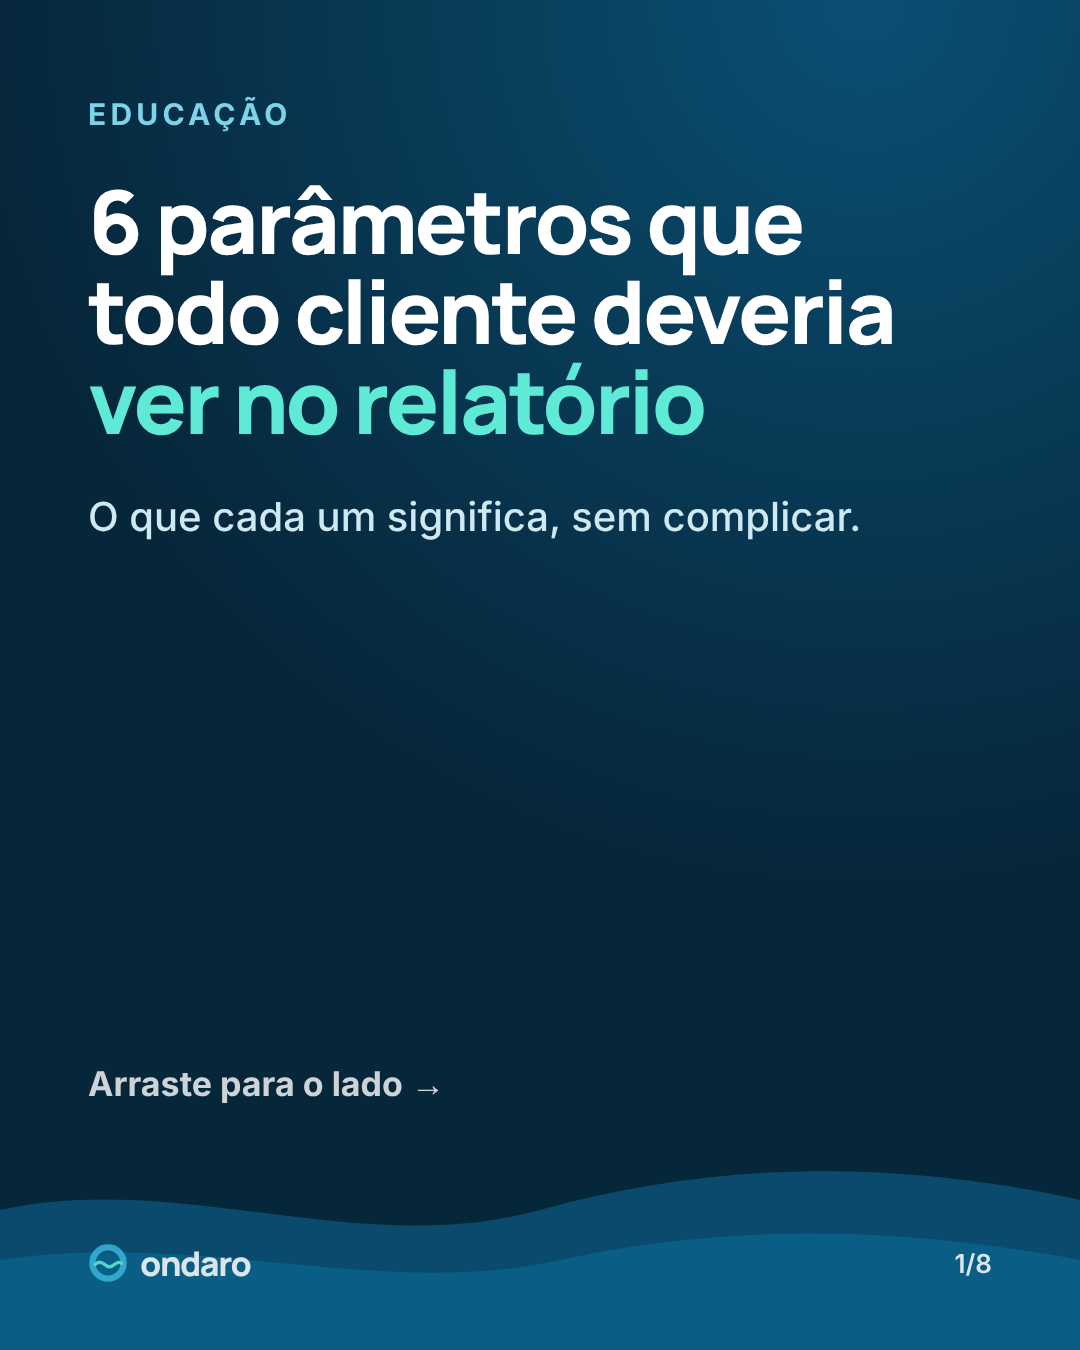 EDUCAÇÃO
6 parâmetros que
todo cliente deveria
ver no relatório
O que cada um significa, sem complicar.
Arraste para o lado →
ondaro
1/8